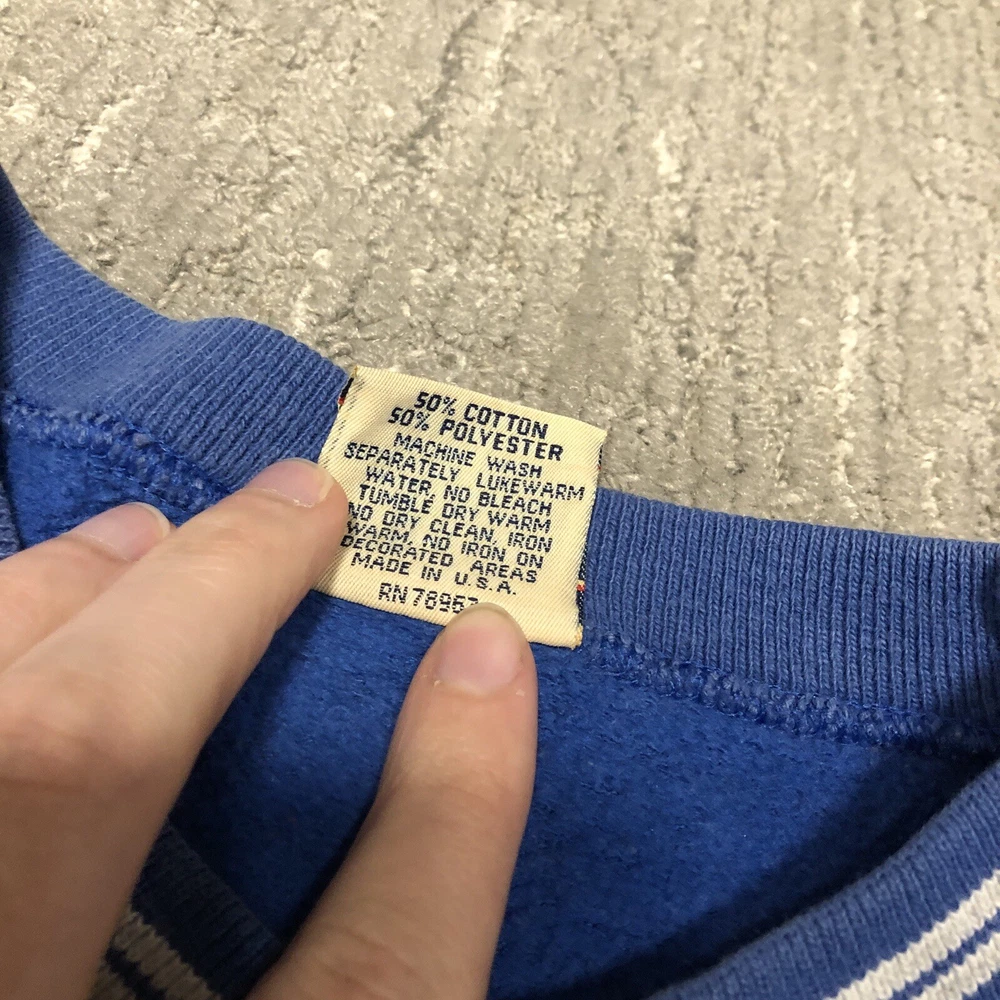 50% COTTON
50% POLYESTER
MACHINE WASH
SEPARATELY LUKEWARM
WATER, NO BLEACH
TUMBLE DRY WARM
NO DRY CLEAN, IRON
WARM, NO IRON ON
DECORATED AREAS
MADE IN U.S.A.